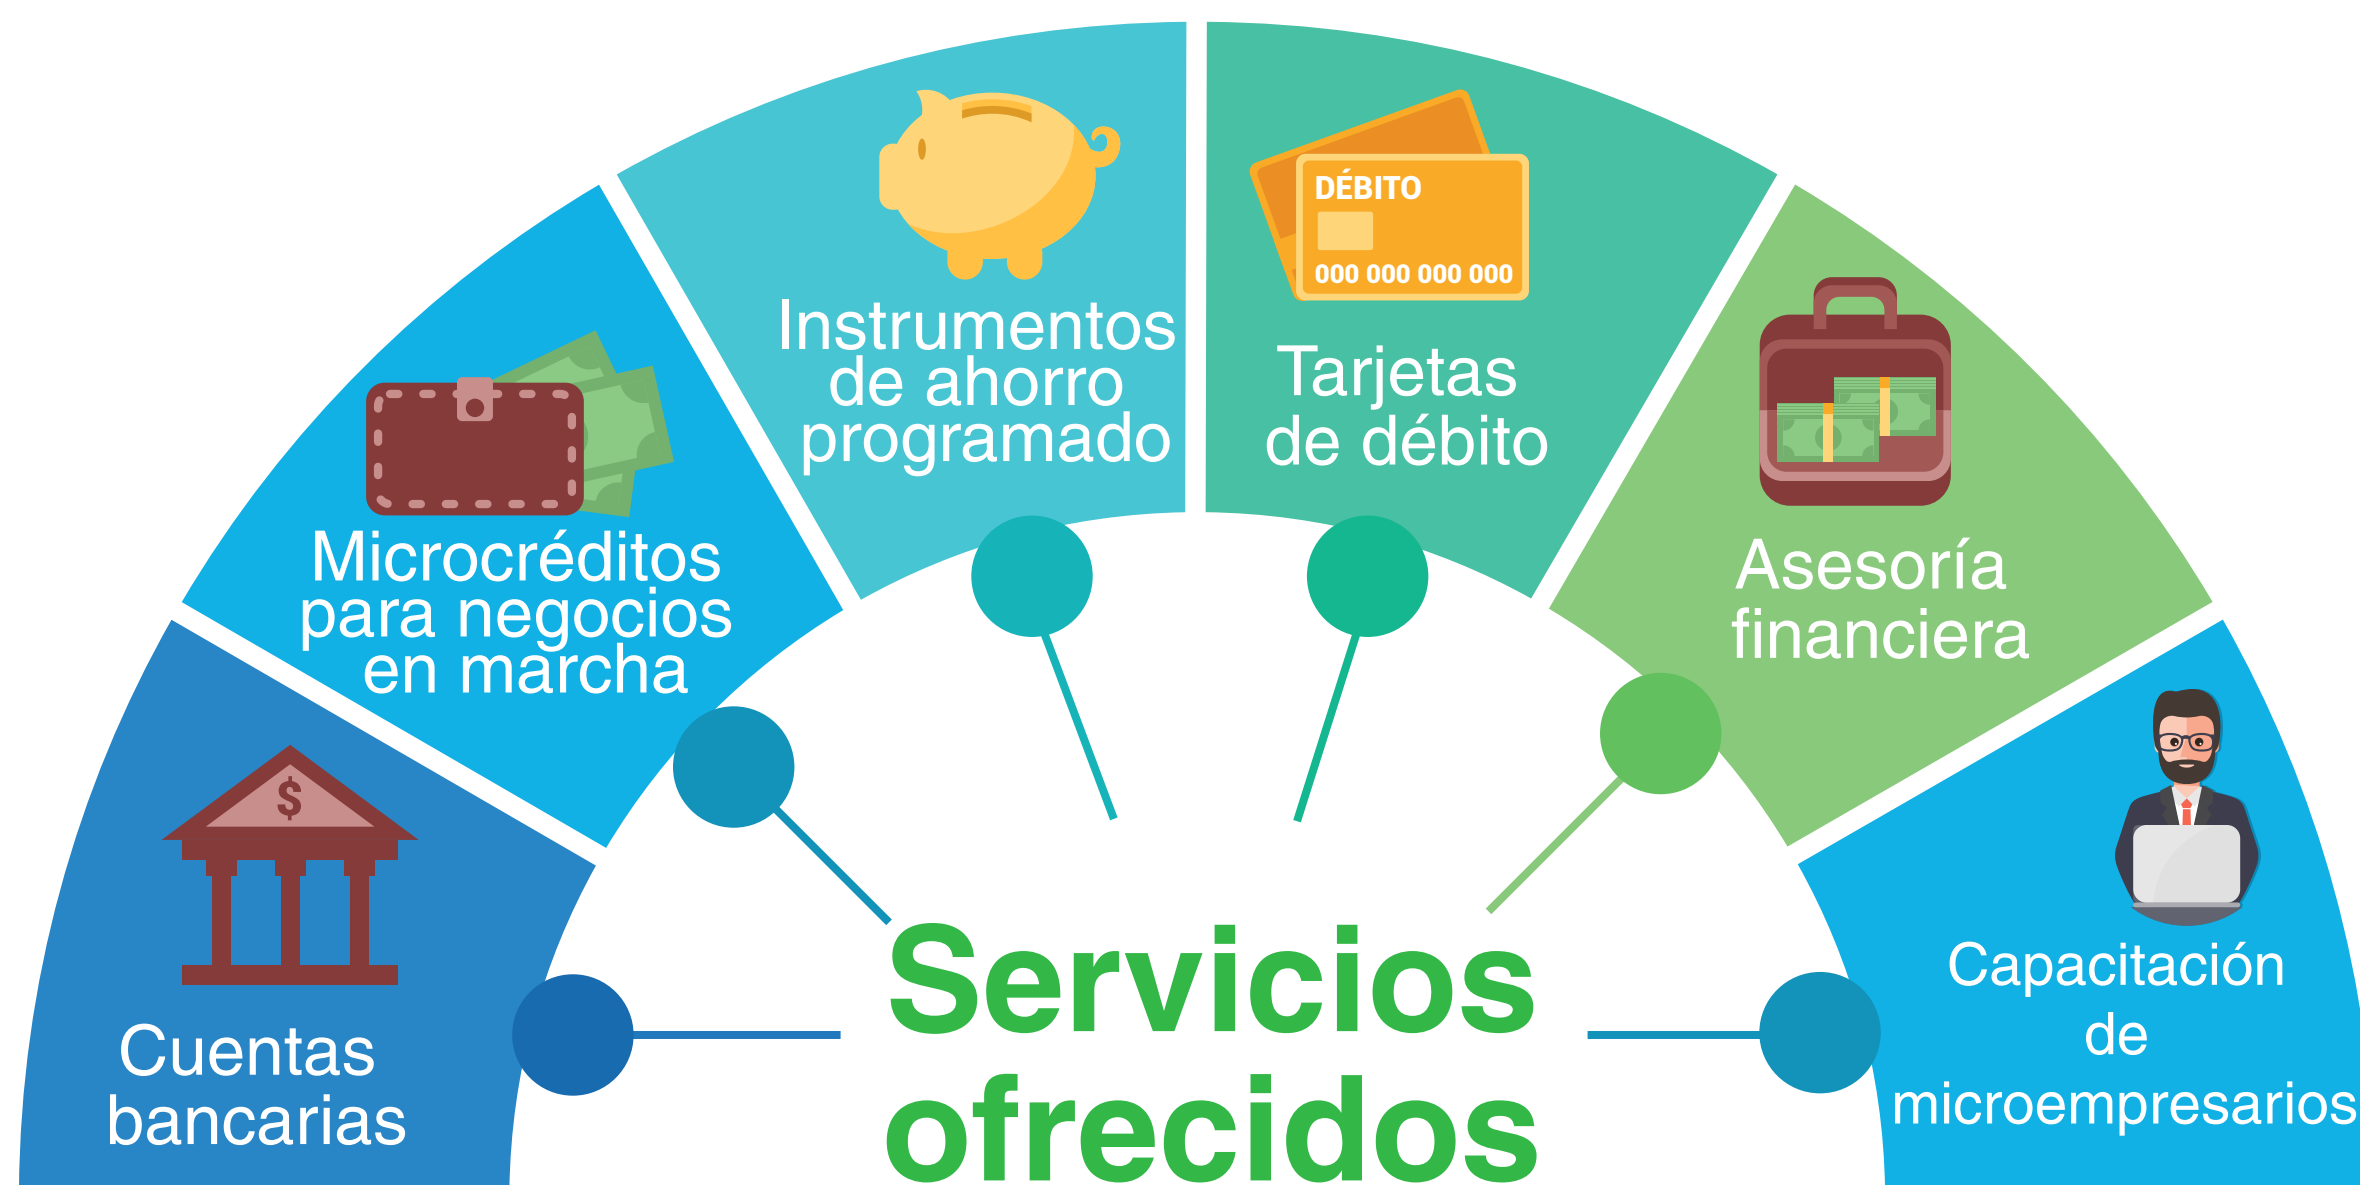 Cuentas
bancarias
$
Microcréditos
para negocios
en marcha
Instrumentos
de ahorro
programado
DÉBITO
000 000 000 000
Tarjetas
de débito
Asesoría
financiera
Capacitación
de
microempresarios
Servicios
ofrecidos